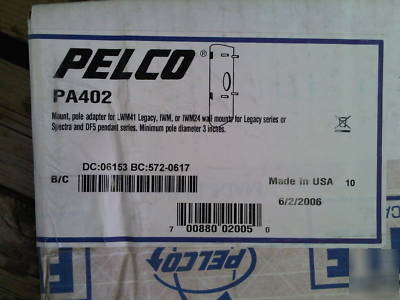 PELCO®
PA402
Mount, pole adapter for LWM41 Legacy, IWM, or IWM24 wall mounts for Legacy series or
Spectra and DF5 pendant series. Minimum pole diameter 3 inches.
DC:06153 BC:572-0617
B/C
Made in USA 10
6/2/2006
7 00880 02005 0
PELCO